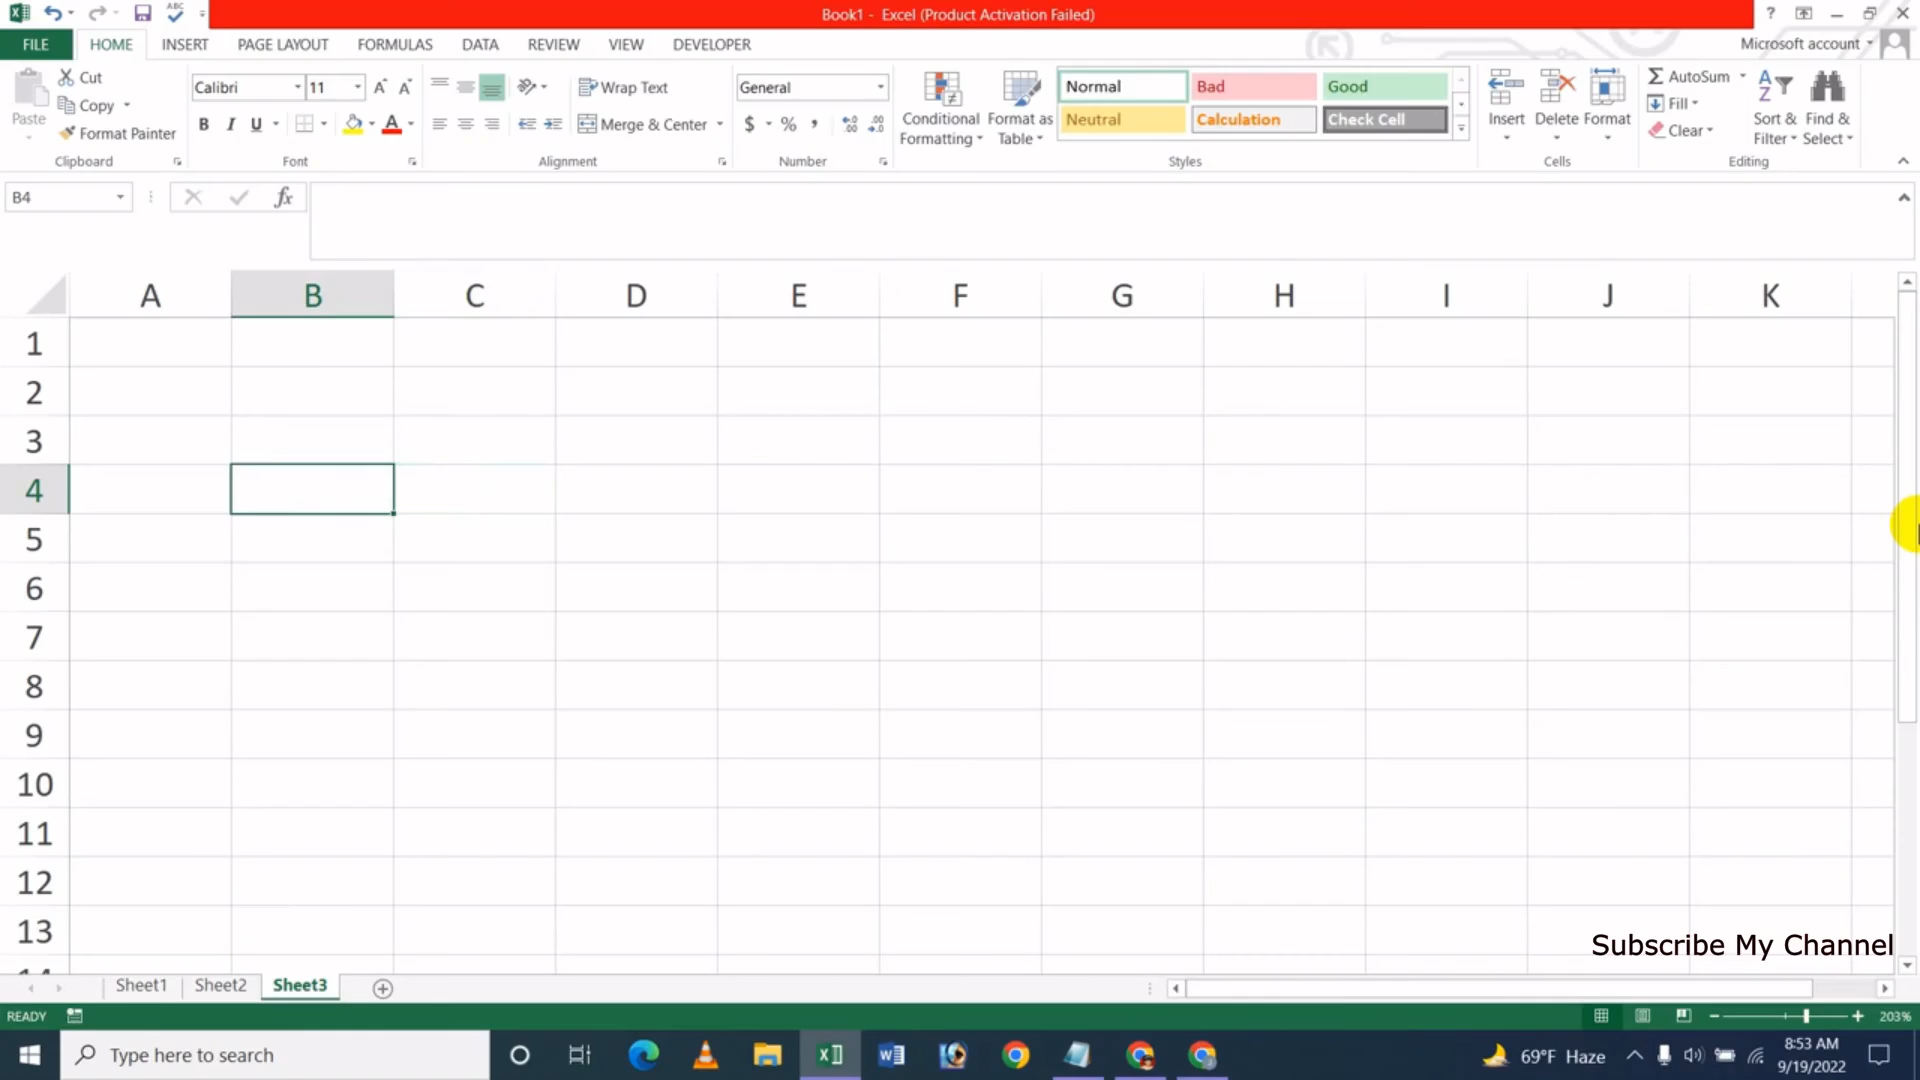 Book1 - Excel (Product Activation Failed)
?
FILE HOME INSERT PAGE LAYOUT FORMULAS DATA REVIEW VIEW DEVELOPER Microsoft account
Paste
Cut
Copy
Format Painter
Clipboard
Calibri 11
B I U
Font
Wrap Text
Merge & Center
Alignment
General
$ % ,
Number
Conditional Formatting
Format as Table
Normal Bad Good
Neutral Calculation Check Cell
Styles
Insert Delete Format
Cells
AutoSum
Fill
Clear
Sort & Filter
Find & Select
Editing
B4 fx
A B C D E F G H I J K
1
2
3
4
5
6
7
8
9
10
11
12
13
Subscribe My Channel
Sheet1 Sheet2 Sheet3
READY 203%
Type here to search
69°F Haze
8:53 AM
9/19/2022